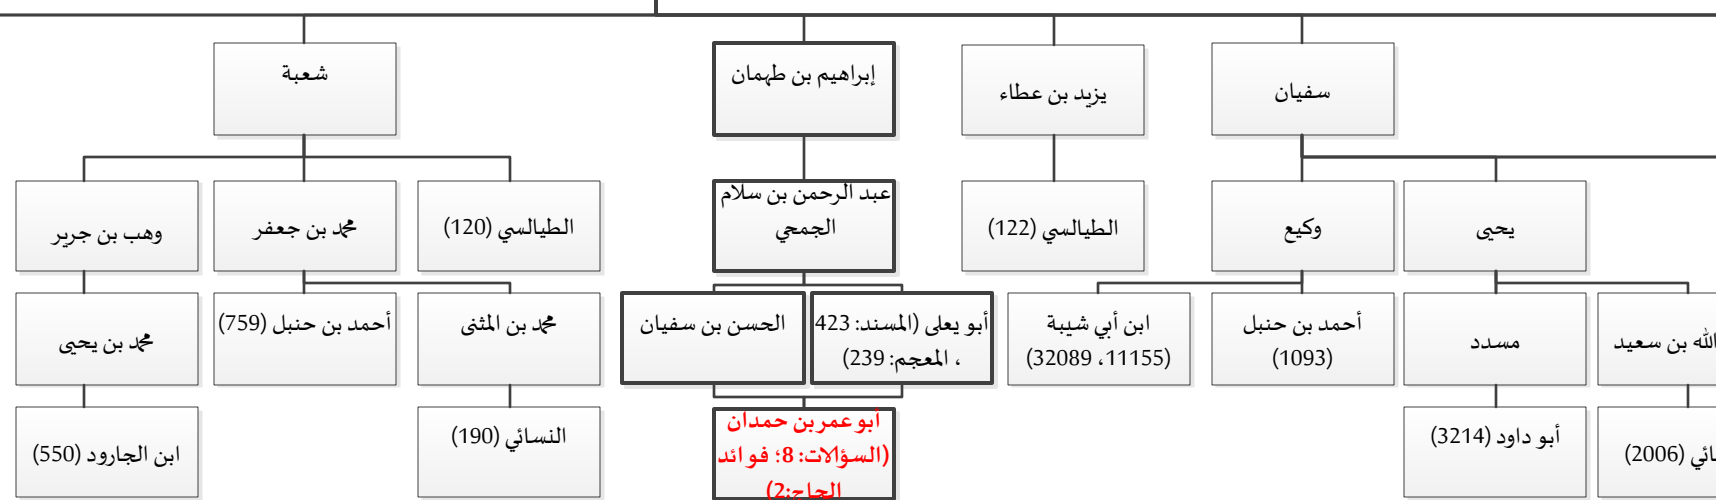 سفيان
يزيد بن عطاء
إبراهيم بن طهمان
شعبة
يحيى
وكيع
الطيالسي (122)
عبد الرحمن بن سلام
الجمحي
الطيالسي (120)
محمد بن جعفر
وهب بن جرير
الله بن سعيد
مسدد
أحمد بن حنبل
(1093)
ابن أبي شيبة
(11155، 32089)
أبو يعلى (المسند: 423
، المعجم: 239)
الحسن بن سفيان
محمد بن المثنى
أحمد بن حنبل (759)
محمد بن يحيى
(2006)
أبو داود (3214)
أبو عمر بن حمدان
(السؤالات: 8؛ فوائد
الحاج:2)
النسائي (190)
ابن الجارود (550)